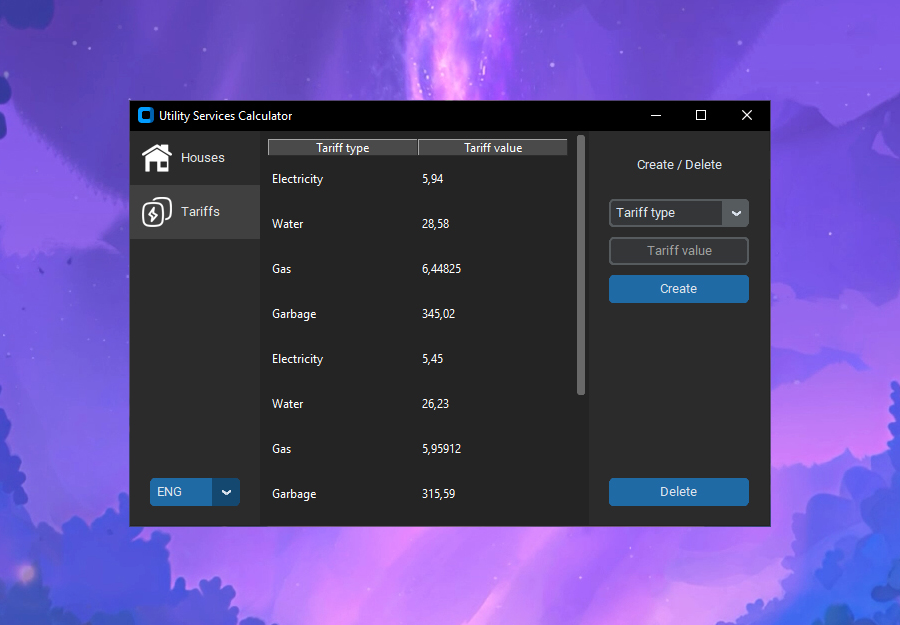 Utility Services Calculator
Houses
Tariffs
ENG
Tariff type Tariff value
Electricity 5,94
Water 28,58
Gas 6,44825
Garbage 345,02
Electricity 5,45
Water 26,23
Gas 5,95912
Garbage 315,59
Create / Delete
Tariff type
Tariff value
Create
Delete